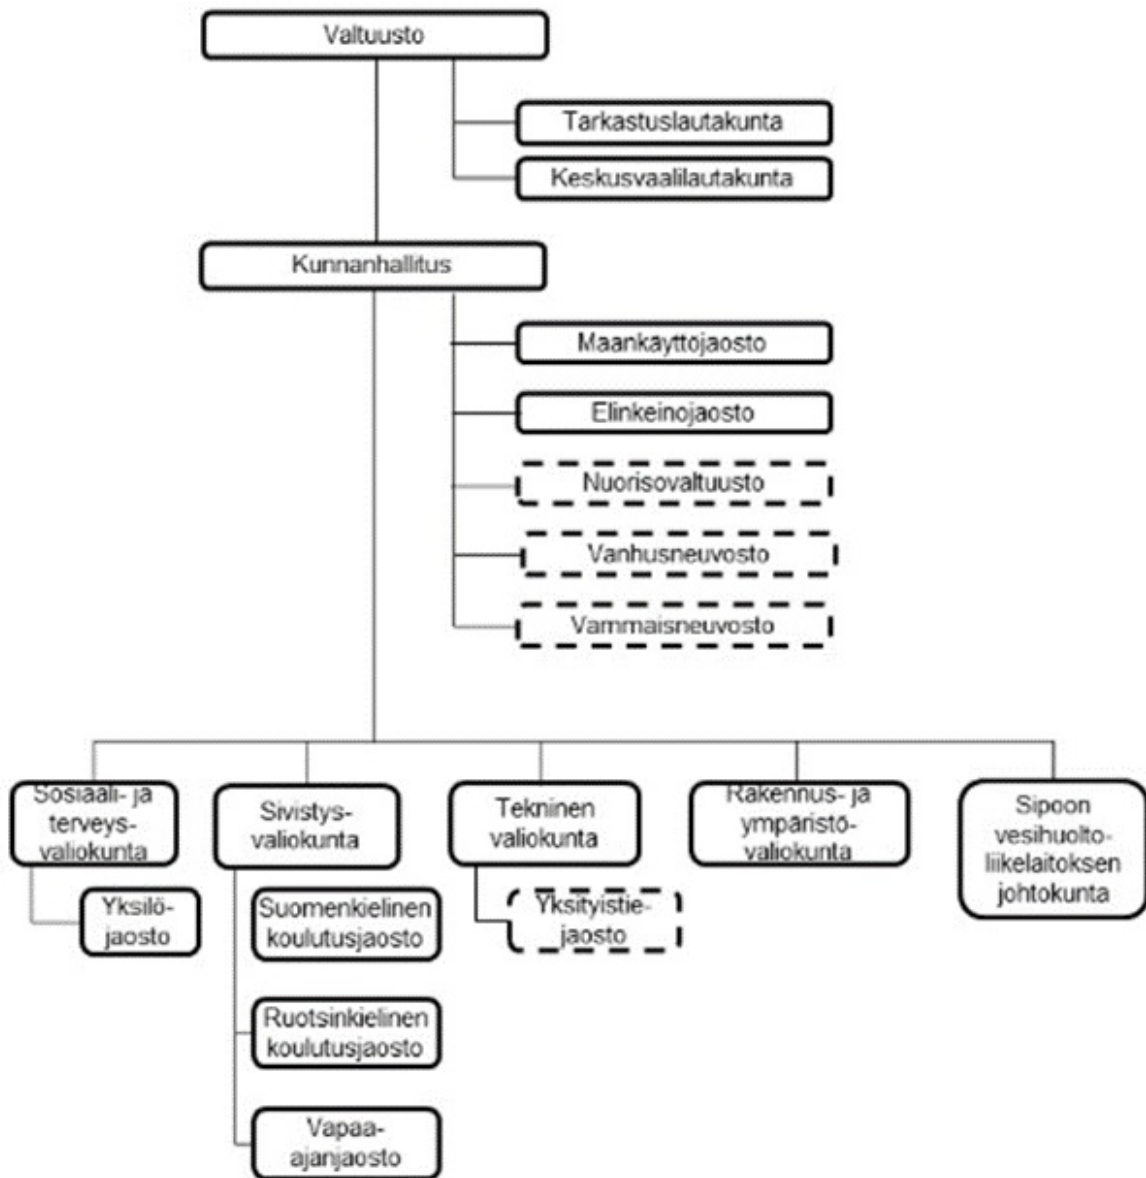 Valtuusto
Tarkastuslautakunta
Keskusvaalilautakunta
Kunnanhallitus
Maankäyttöjaosto
Elinkeinojaosto
Nuorisovaltuusto
Vanhusneuvosto
Vammaisneuvosto
Sosiaali- ja
terveys-
valiokunta
Sivistys-
valiokunta
Tekninen
valiokunta
Rakennus- ja
ympäristö-
valiokunta
Sipoon
vesihuolto-
liikelaitoksen
johtokunta
Yksilö-
jaosto
Suomenkielinen
koulutusjaosto
Yksityistie-
jaosto
Ruotsinkielinen
koulutusjaosto
Vapaa-
ajanjaosto